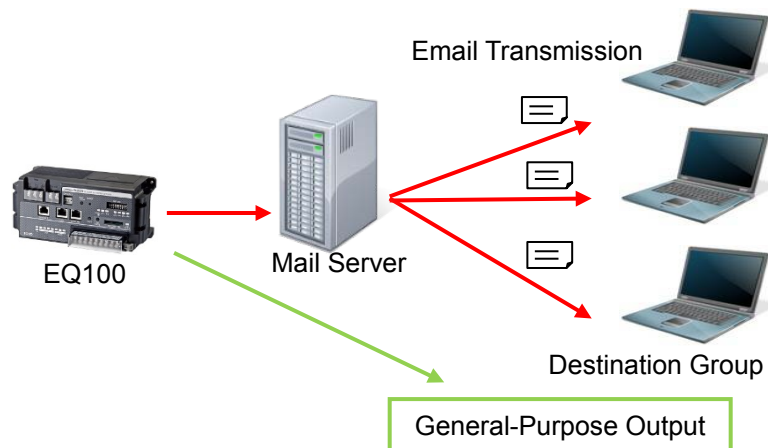 Email Transmission
EQ100
Mail Server
Destination Group
General-Purpose Output